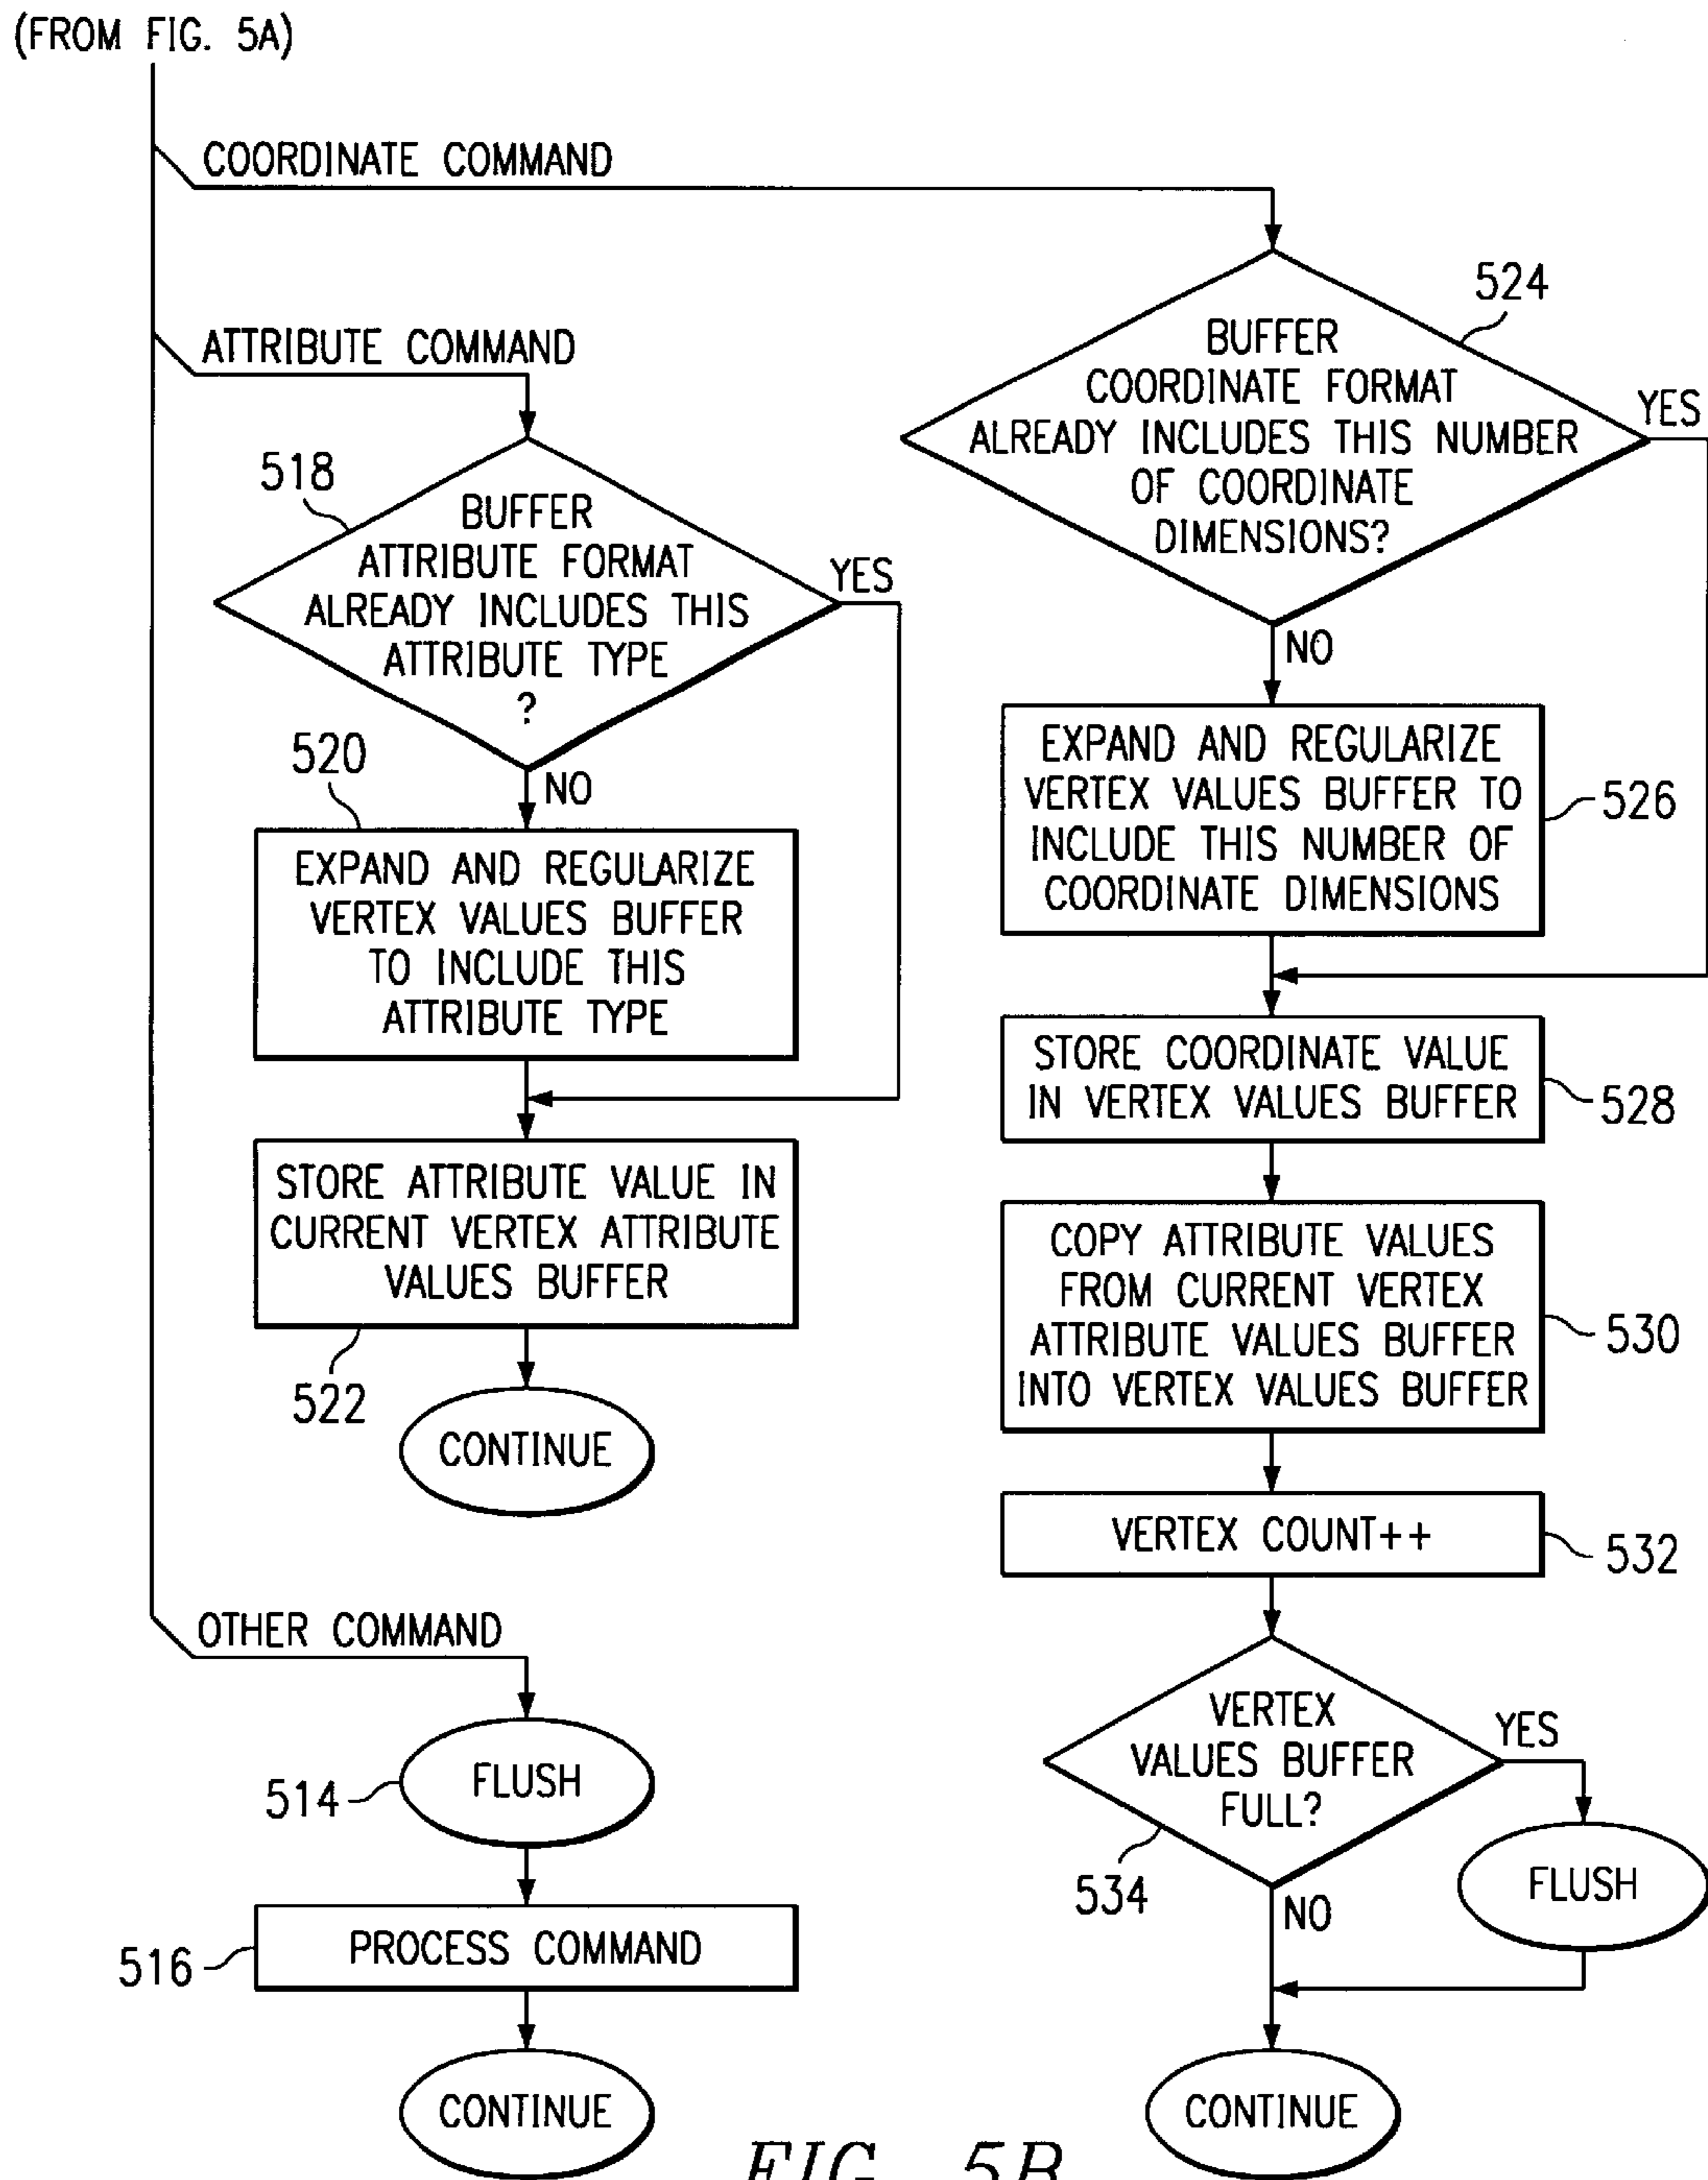 (FROM FIG. 5A)
COORDINATE COMMAND
ATTRIBUTE COMMAND
518
BUFFER
ATTRIBUTE FORMAT
ALREADY INCLUDES THIS
ATTRIBUTE TYPE
?
YES
NO
520
EXPAND AND REGULARIZE
VERTEX VALUES BUFFER
TO INCLUDE THIS
ATTRIBUTE TYPE
STORE ATTRIBUTE VALUE IN
CURRENT VERTEX ATTRIBUTE
VALUES BUFFER
522
CONTINUE
OTHER COMMAND
514
FLUSH
516
PROCESS COMMAND
CONTINUE
524
BUFFER
COORDINATE FORMAT
ALREADY INCLUDES THIS NUMBER
OF COORDINATE
DIMENSIONS?
YES
NO
EXPAND AND REGULARIZE
VERTEX VALUES BUFFER TO
INCLUDE THIS NUMBER OF
COORDINATE DIMENSIONS
526
STORE COORDINATE VALUE
IN VERTEX VALUES BUFFER
528
COPY ATTRIBUTE VALUES
FROM CURRENT VERTEX
ATTRIBUTE VALUES BUFFER
INTO VERTEX VALUES BUFFER
530
VERTEX COUNT++
532
VERTEX
VALUES BUFFER
FULL?
534
YES
FLUSH
NO
CONTINUE
FIG. 5B